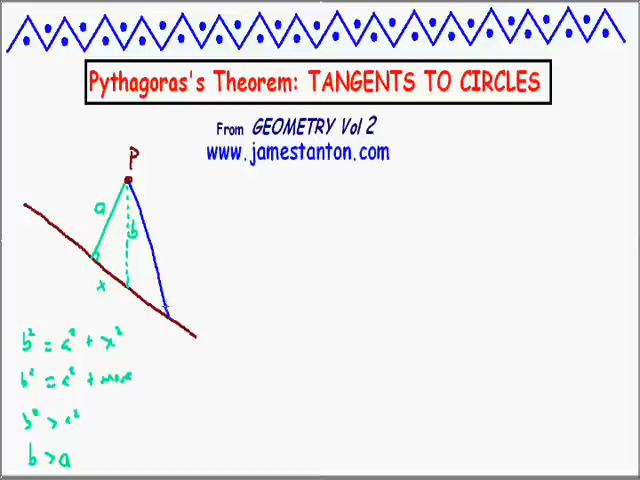 Pythagoras's Theorem: TANGENTS TO CIRCLES
From GEOMETRY Vol 2
www.jamestanton.com
P
a
b
x
b² = a² + x²
b² = a² + more
b² > a²
b > a